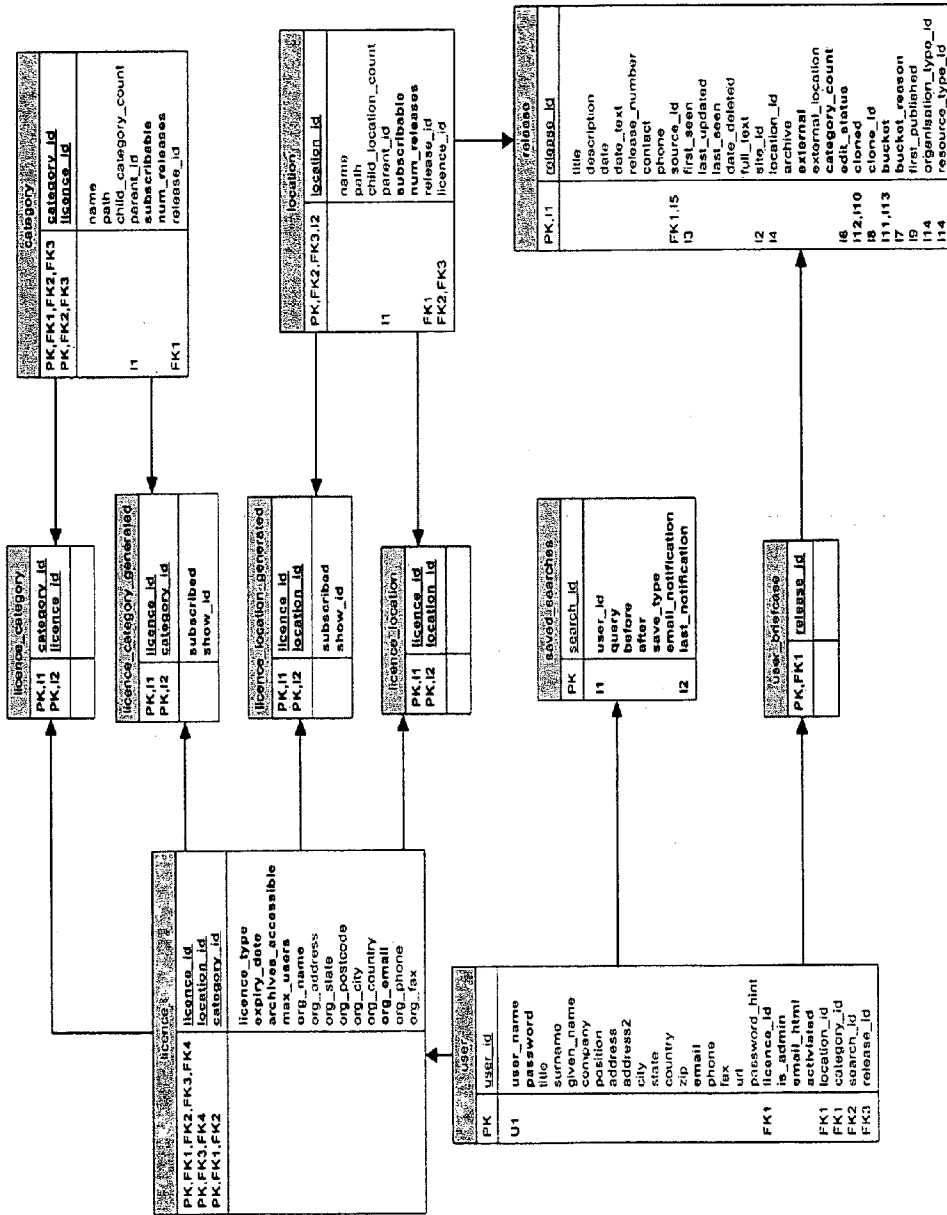 category
PK,FK1,FK2,FK3 category_id
PK,FK2,FK3 licence_id
name
path
child_category_count
I1 parent_id
subscribable
num_releases
FK1 release_id
location
PK,FK2,FK3,I2 location_id
name
path
child_location_count
I1 parent_id
subscribable
num_releases
FK1 release_id
FK2,FK3 licence_id
release
PK,I1 release_id
title
description
date
date_text
release_number
contact
phone
FK1,I5 source_id
I3 first_seen
last_updated
last_seen
date_deleted
full_text
I2 site_id
I4 location_id
archive
external
external_location
category_count
I6 edit_status
I12,I10 cloned
I8 clone_id
I11,I13 bucket
I7 bucket_reason
I9 first_published
I14 organisation_type_id
I14 resource_type_id
licence_category
PK,I1 category_id
PK,I2 licence_id
licence_category_generated
PK,I1 licence_id
PK,I2 category_id
subscribed
show_id
licence_location_generated
PK,I1 licence_id
PK,I2 location_id
subscribed
show_id
licence_location
PK,I1 licence_id
PK,I2 location_id
saved_searches
PK search_id
I1 user_id
query
before
after
save_type
email_notification
I2 last_notification
user_briefcase
PK,FK1 release_id
licence
PK,FK1,FK2,FK3,FK4 licence_id
PK,FK3,FK4 location_id
PK,FK1,FK2 category_id
licence_type
expiry_date
archives_accessible
max_users
org_name
org_address
org_state
org_postcode
org_city
org_country
org_email
org_phone
org_fax
user
PK user_id
U1 user_name
password
title
surname
given_name
company
position
address
address2
city
state
country
zip
email
phone
fax
url
password_hint
FK1 licence_id
is_admin
email_html
activated
FK1 location_id
FK1 category_id
FK2 search_id
FK3 release_id